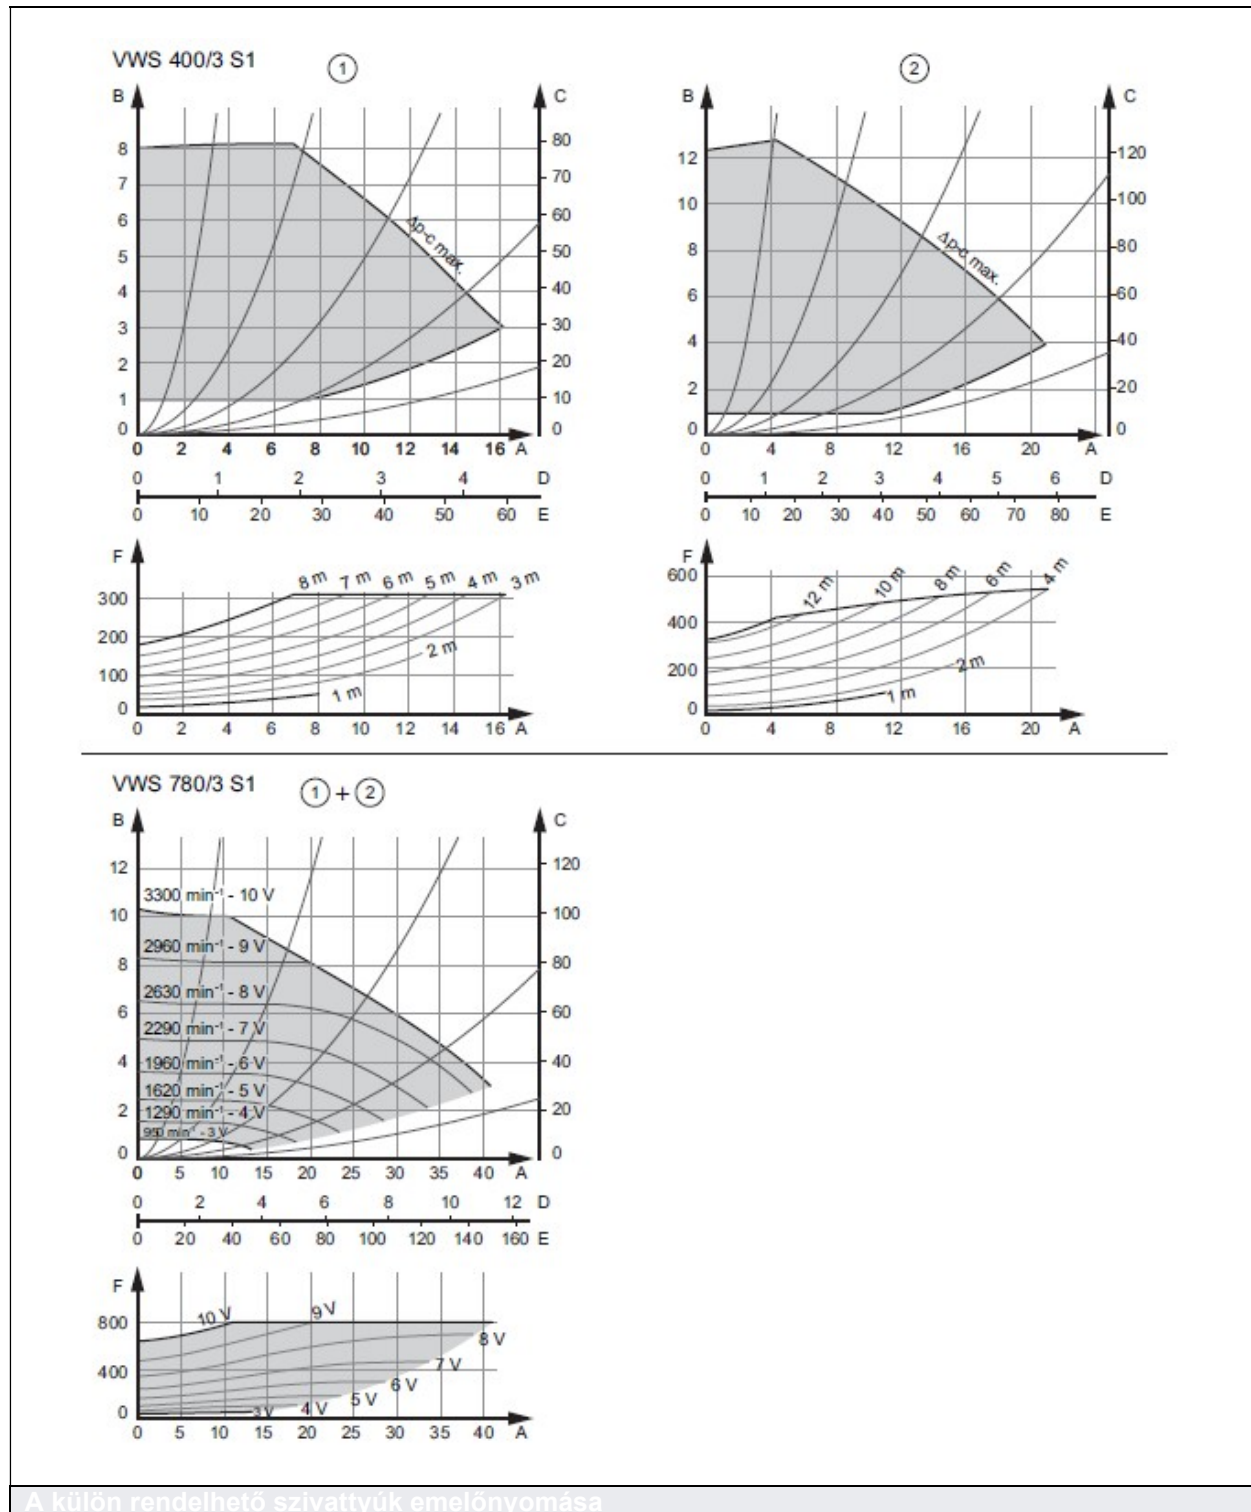 VWS 400/3 S1
① ②
B C B C
8
7
6
5
4
3
2
1
0
80
70
60
50
40
30
20
10
0
Δp-c max.
0 2 4 6 8 10 12 14 16 A
0 1 2 3 4 D
0 10 20 30 40 50 60 E
12
10
8
6
4
2
0
120
100
80
60
40
20
0
Δp-c max.
0 4 8 12 16 20 A
0 1 2 3 4 5 6 D
0 10 20 30 40 50 60 70 80 E
F
300
200
100
0
8 m 7 m 6 m 5 m 4 m 3 m
2 m
1 m
0 2 4 6 8 10 12 14 16 A
F
600
400
200
0
12 m 10 m 8 m 6 m 4 m
2 m
1 m
0 4 8 12 16 20 A
VWS 780/3 S1
① + ②
B C
12
10
8
6
4
2
0
120
100
80
60
40
20
0
3300 min⁻¹ - 10 V
2960 min⁻¹ - 9 V
2630 min⁻¹ - 8 V
2290 min⁻¹ - 7 V
1960 min⁻¹ - 6 V
1620 min⁻¹ - 5 V
1290 min⁻¹ - 4 V
950 min⁻¹ - 3 V
0 5 10 15 20 25 30 35 40 A
0 2 4 6 8 10 12 D
0 20 40 60 80 100 120 140 160 E
F
800
400
0
10 V 9 V
8 V
7 V
6 V
5 V
4 V
3 V
0 5 10 15 20 25 30 35 40 A
A külön rendelhető szivattyúk emelőnyomása